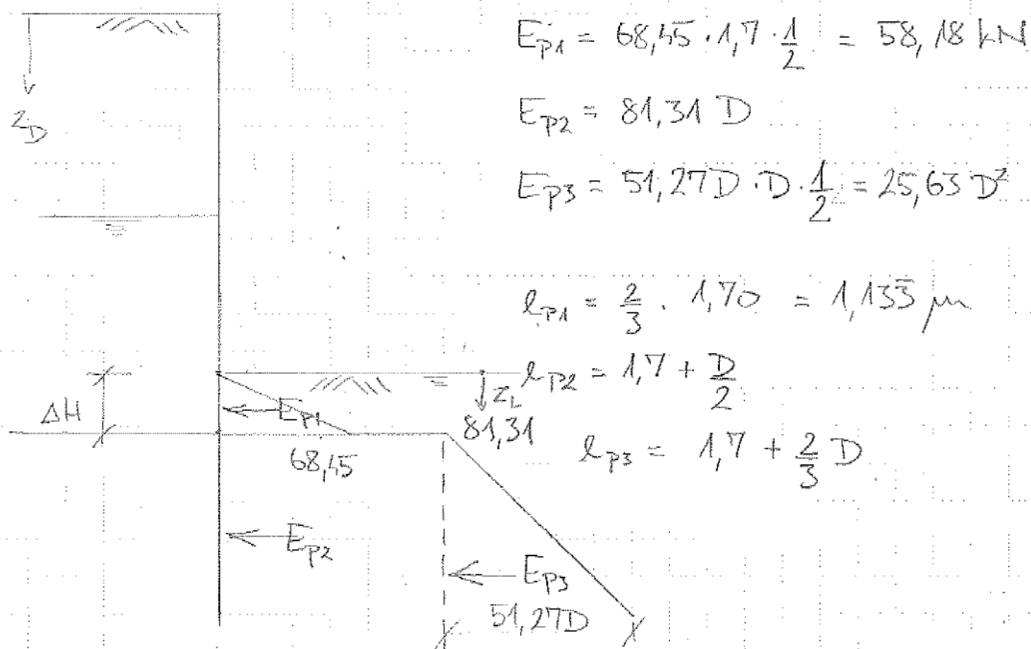 E_p1 = 68,45 · 1,7 · 1/2 = 58,18 kN
z_D
E_p2 = 81,31 D
E_p3 = 51,27D · D · 1/2 = 25,63 D²
l_p1 = 2/3 · 1,70 = 1,133 m
z_L
l_p2 = 1,7 + D/2
ΔH
E_p1
81,31
68,45
l_p3 = 1,7 + 2/3 D
E_p2
E_p3
51,27D